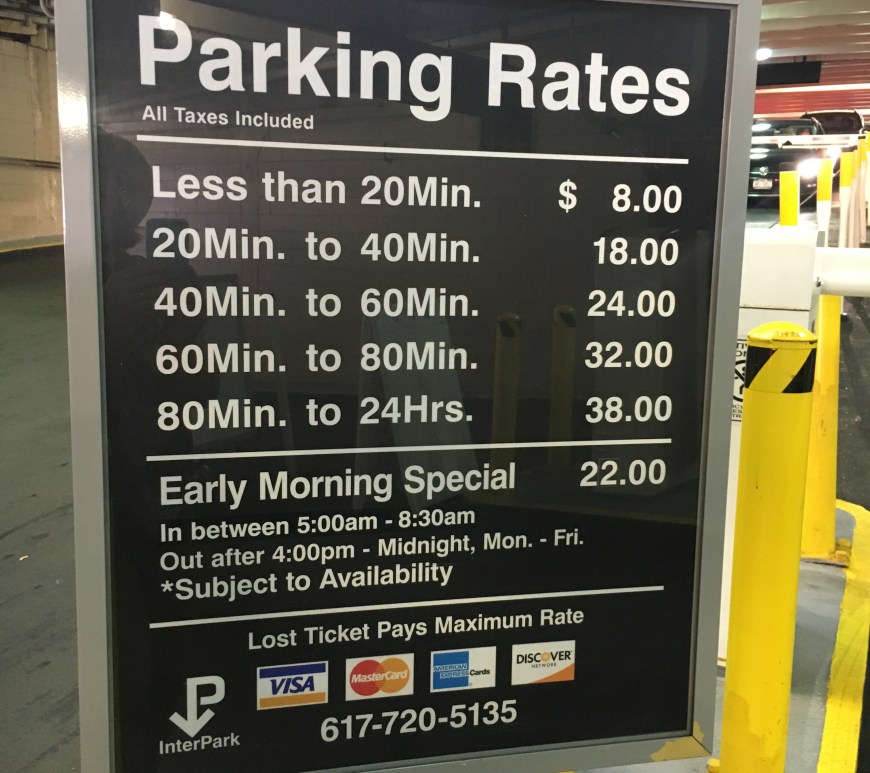 Parking Rates
All Taxes Included
Less than 20Min. $ 8.00
20Min. to 40Min. 18.00
40Min. to 60Min. 24.00
60Min. to 80Min. 32.00
80Min. to 24Hrs. 38.00
Early Morning Special 22.00
In between 5:00am - 8:30am
Out after 4:00pm - Midnight, Mon. - Fri.
*Subject to Availability
Lost Ticket Pays Maximum Rate
VISA MasterCard AMERICAN EXPRESS Cards DISCOVER NETWORK
P
InterPark 617-720-5135